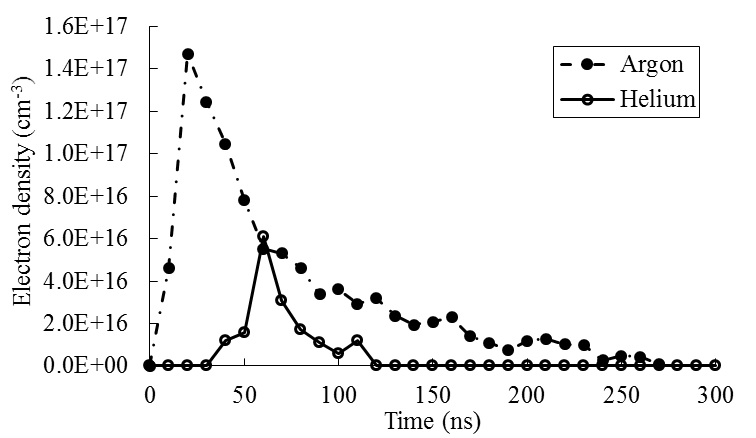 1.6E+17
1.4E+17
1.2E+17
1.0E+17
8.0E+16
6.0E+16
4.0E+16
2.0E+16
0.0E+00
Electron density (cm-3)
Argon
Helium
0 50 100 150 200 250 300
Time (ns)